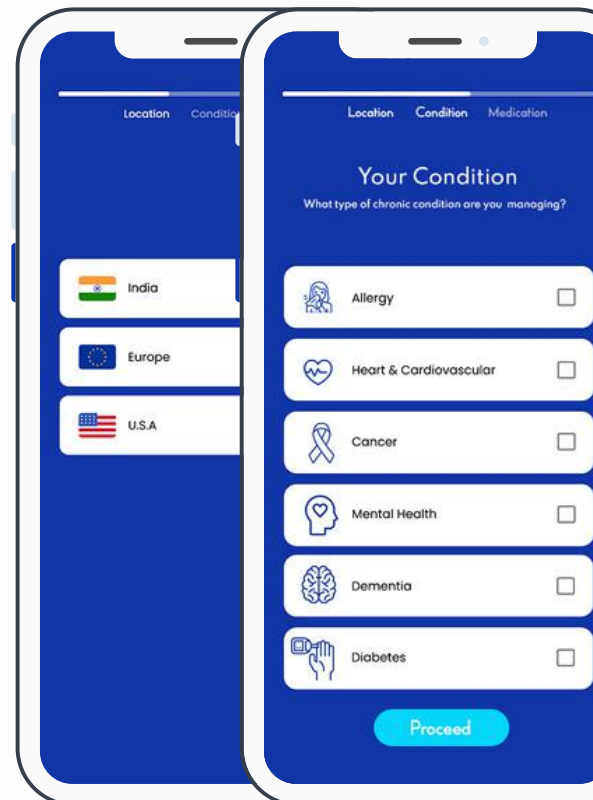 Location Conditio
India
Europe
U.S.A
Location Condition Medication
Your Condition
What type of chronic condition are you managing?
Allergy
Heart & Cardiovascular
Cancer
Mental Health
Dementia
Diabetes
Proceed